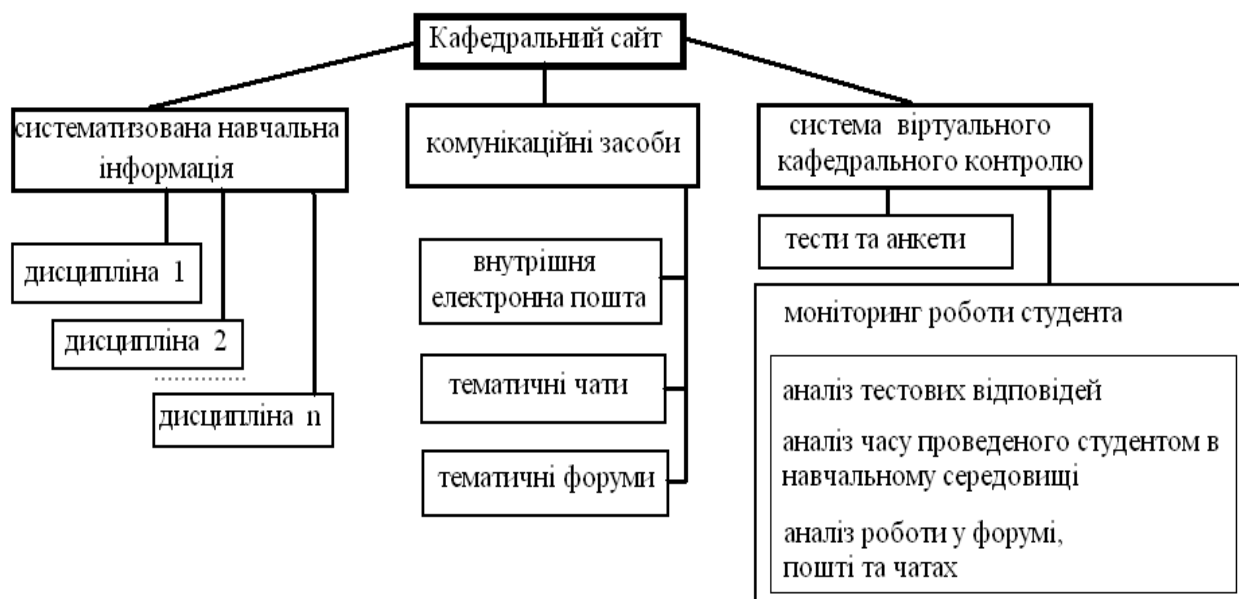 Кафедральний сайт
систематизована навчальна
інформація
дисципліна 1
дисципліна 2
дисципліна n
комунікаційні засоби
внутрішня
електронна пошта
тематичні чати
тематичні форуми
система віртуального
кафедрального контролю
тести та анкети
моніторинг роботи студента
аналіз тестових відповідей
аналіз часу проведеного студентом в
навчальному середовищі
аналіз роботи у форумі,
пошті та чатах